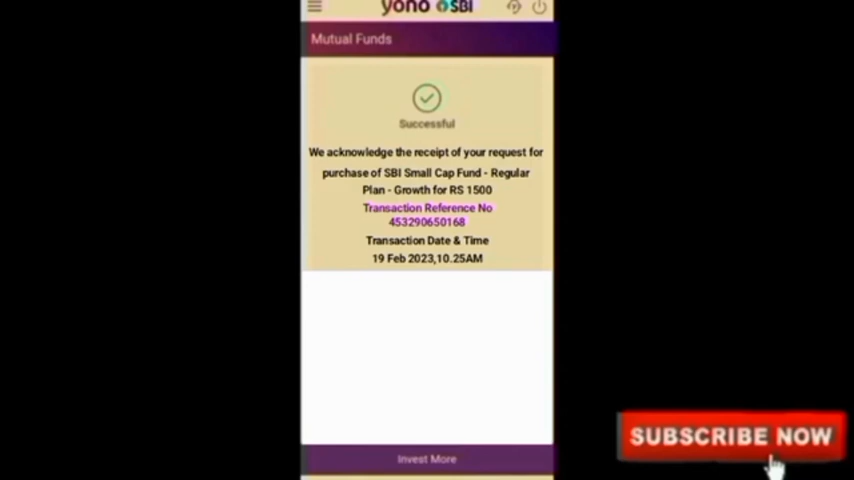 yono SBI
Mutual Funds
Successful
We acknowledge the receipt of your request for
purchase of SBI Small Cap Fund - Regular
Plan - Growth for RS 1500
Transaction Reference No
453290650168
Transaction Date & Time
19 Feb 2023,10.25AM
Invest More
SUBSCRIBE NOW